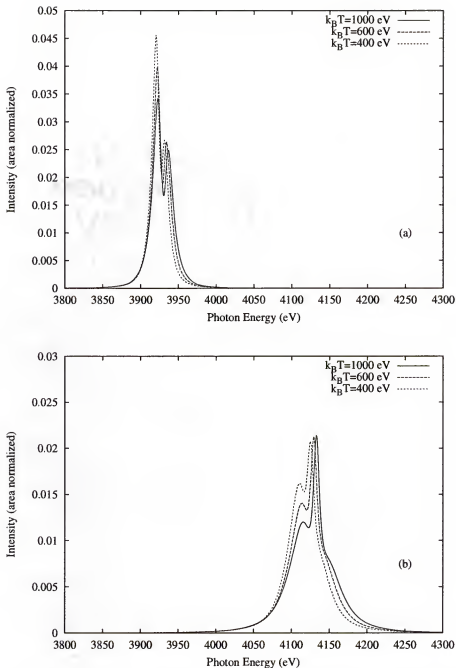 0.05
0.045
0.04
0.035
0.03
0.025
0.02
0.015
0.01
0.005
0
k_BT=1000 eV
k_BT=600 eV
k_BT=400 eV
(a)
Intensity (area normalized)
3800 3850 3900 3950 4000 4050 4100 4150 4200 4250 4300
Photon Energy (eV)
0.03
0.025
0.02
0.015
0.01
0.005
0
k_BT=1000 eV
k_BT=600 eV
k_BT=400 eV
(b)
Intensity (area normalized)
3800 3850 3900 3950 4000 4050 4100 4150 4200 4250 4300
Photon Energy (eV)